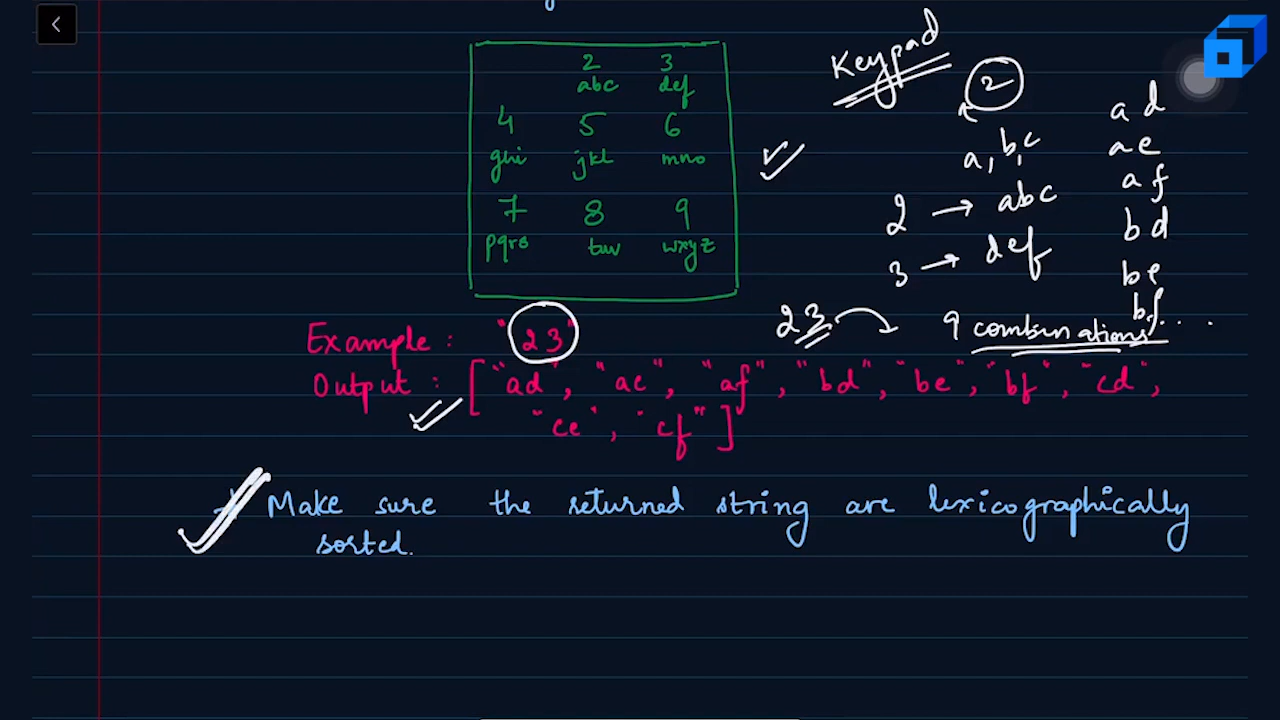 Keypad
2 3
abc def
4 5 6
ghi jkl mno
7 8 9
pqrs tuv wxyz
2
a, b, c
2 → abc
3 → def
ad
ae
af
bd
be
bf....
23 → 9 combinations
Example : "23"
Output : ["ad", "ae", "af", "bd", "be", "bf", "cd",
"ce", "cf"]
* Make sure the returned string are lexicographically
sorted.